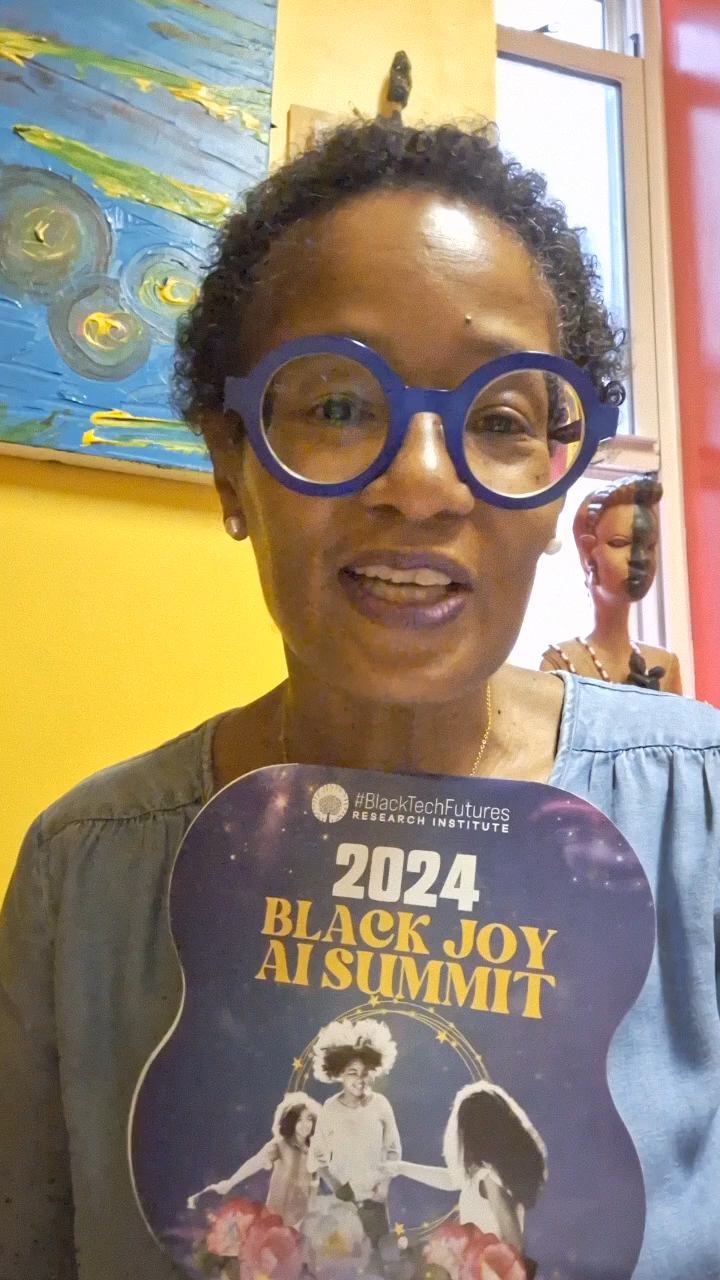 #BlackTechFutures
RESEARCH INSTITUTE
2024
BLACK JOY
AI SUMMIT